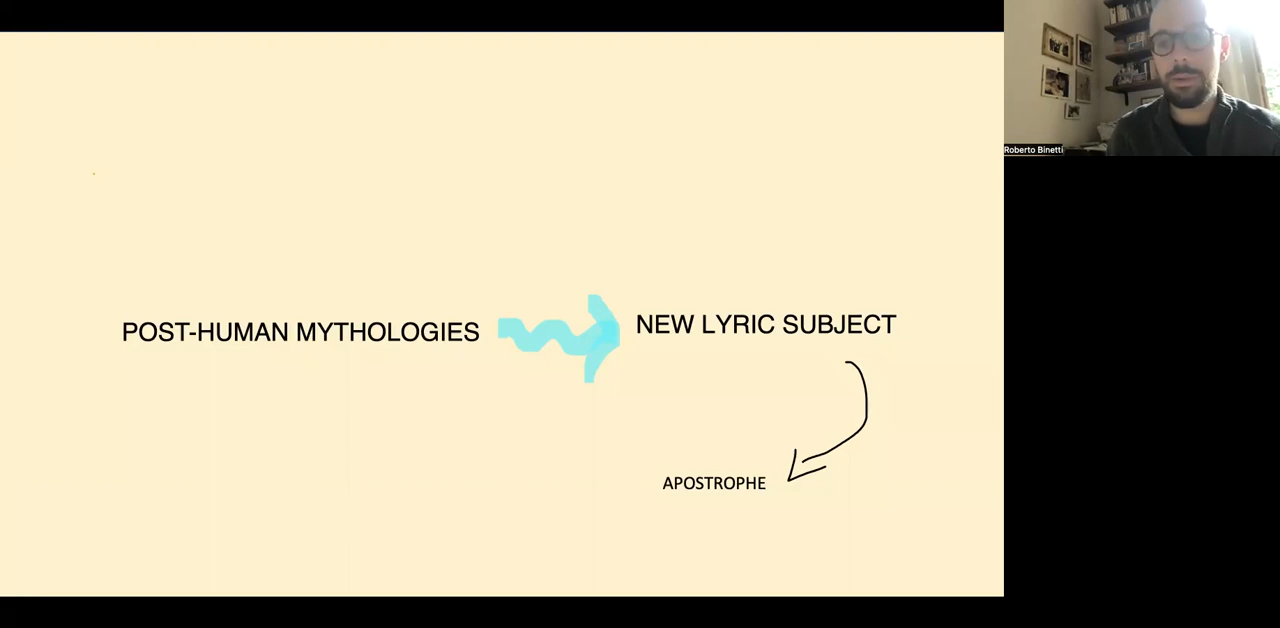 Roberto Binetti
POST-HUMAN MYTHOLOGIES
NEW LYRIC SUBJECT
APOSTROPHE